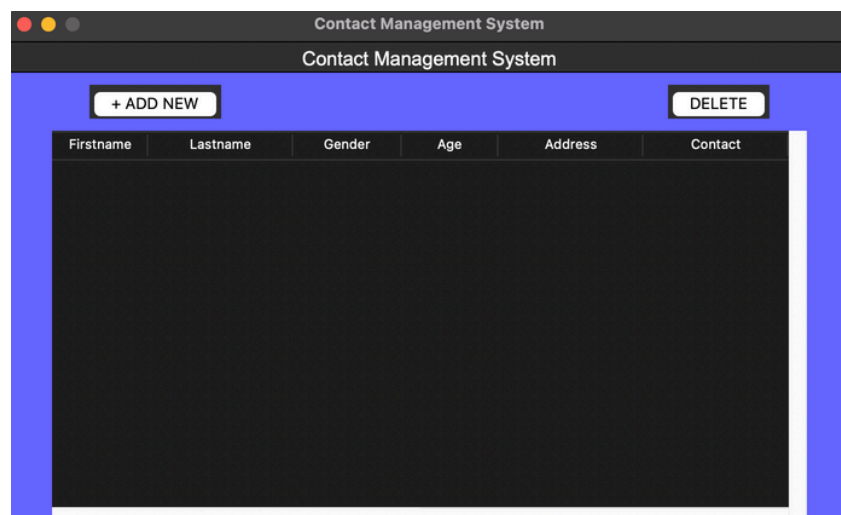 Contact Management System
Contact Management System
+ ADD NEW DELETE
Firstname Lastname Gender Age Address Contact